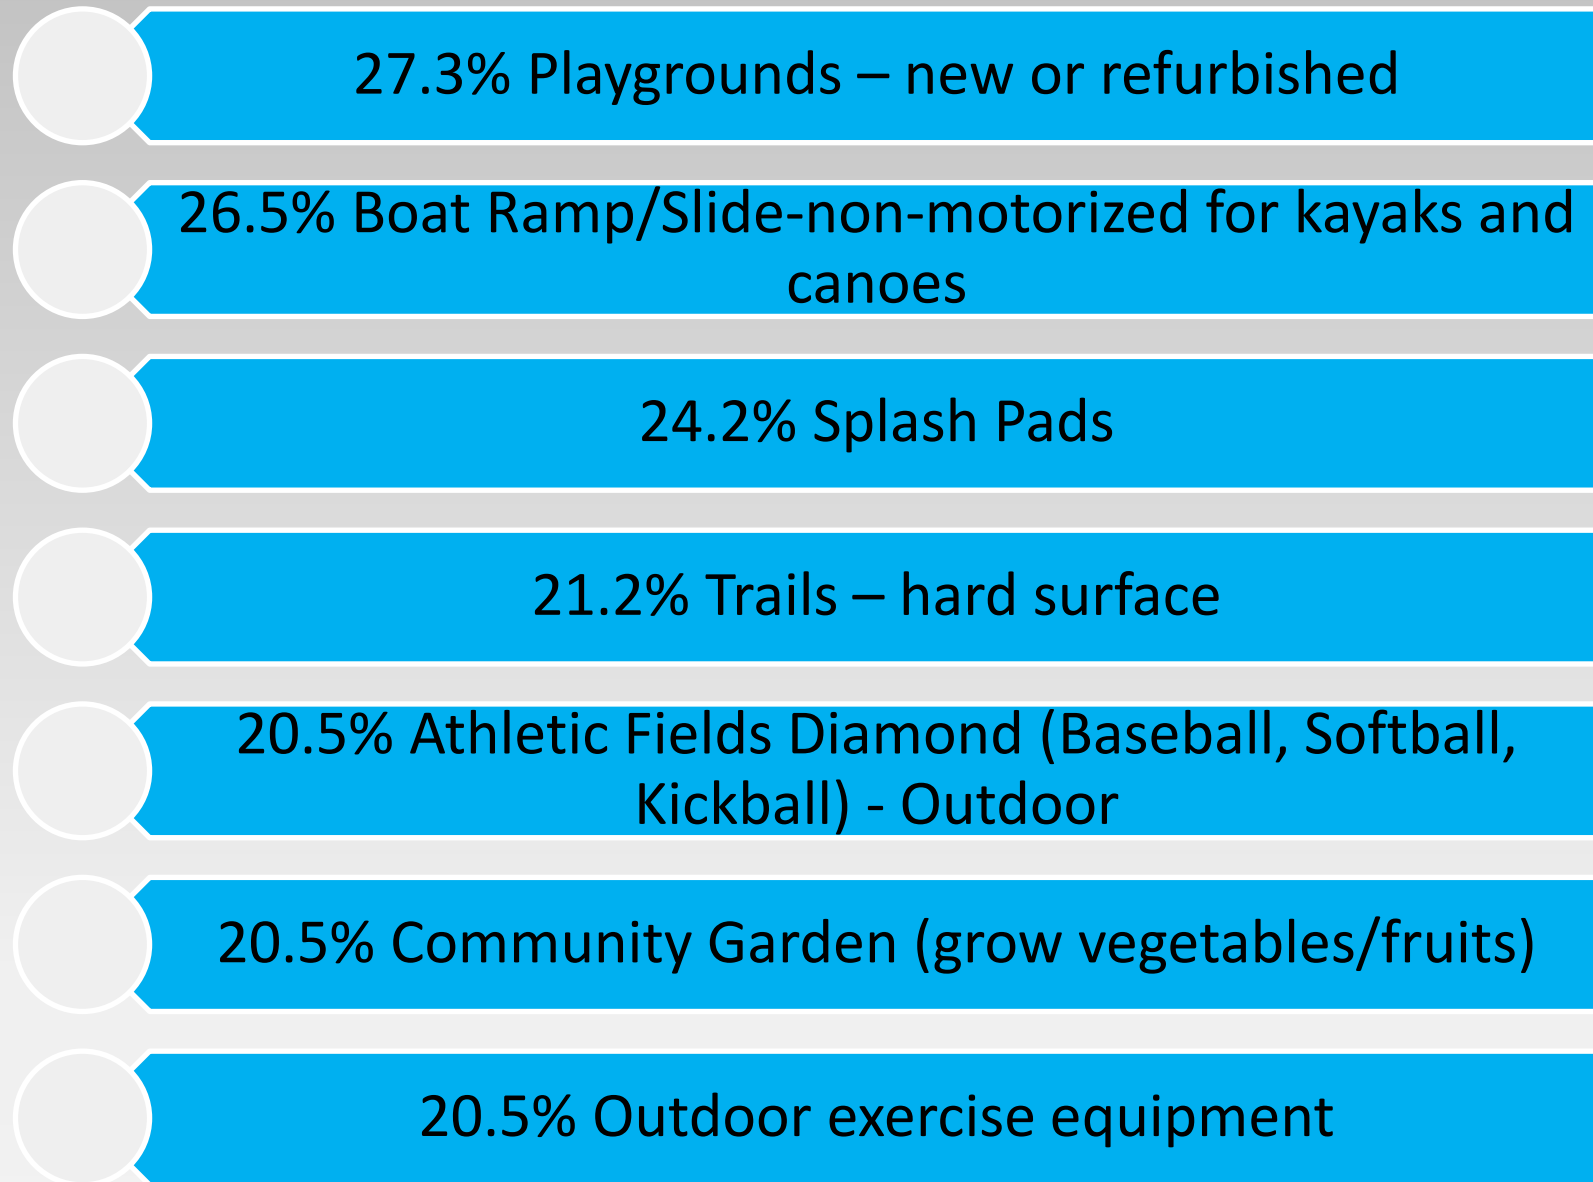 27.3% Playgrounds – new or refurbished
26.5% Boat Ramp/Slide-non-motorized for kayaks and
canoes
24.2% Splash Pads
21.2% Trails – hard surface
20.5% Athletic Fields Diamond (Baseball, Softball,
Kickball) - Outdoor
20.5% Community Garden (grow vegetables/fruits)
20.5% Outdoor exercise equipment